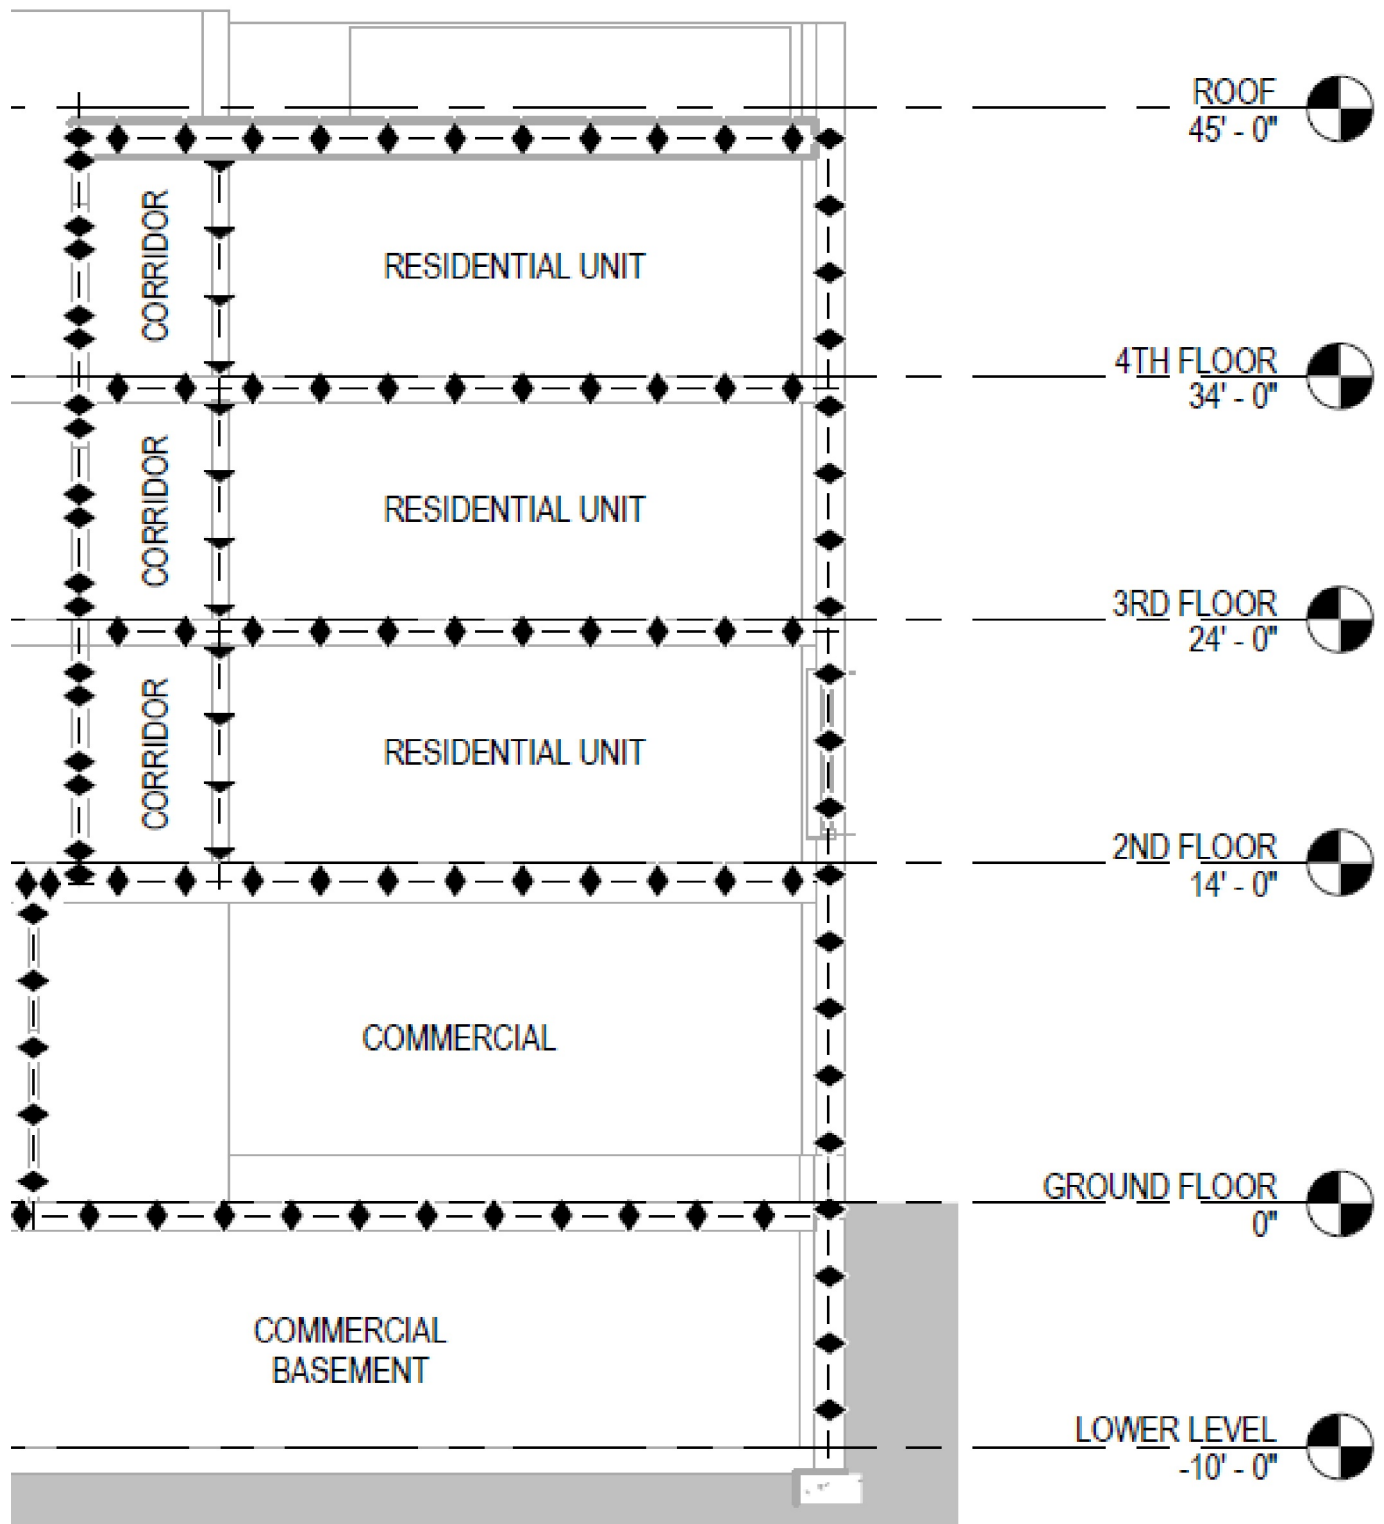 ROOF
45' - 0"
CORRIDOR
RESIDENTIAL UNIT
4TH FLOOR
34' - 0"
CORRIDOR
RESIDENTIAL UNIT
3RD FLOOR
24' - 0"
CORRIDOR
RESIDENTIAL UNIT
2ND FLOOR
14' - 0"
COMMERCIAL
GROUND FLOOR
0"
COMMERCIAL
BASEMENT
LOWER LEVEL
-10' - 0"